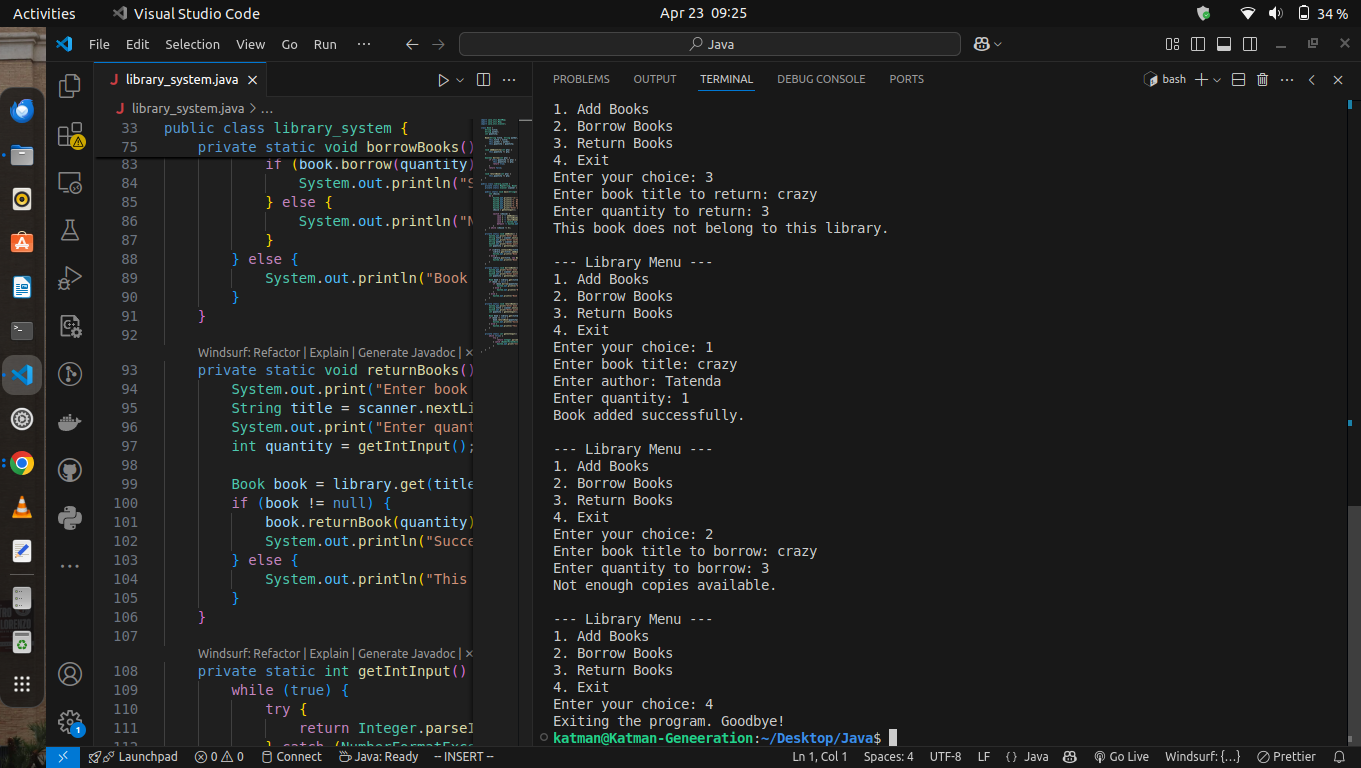 Activities
Visual Studio Code
Apr 23 09:25
34 %
File Edit Selection View Go Run ···
Java
library_system.java
PROBLEMS OUTPUT TERMINAL DEBUG CONSOLE PORTS
bash
library_system.java > ...
33 public class library_system {
75 private static void borrowBooks()
83 if (book.borrow(quantity)
84 System.out.println("S
85 } else {
86 System.out.println("N
87 }
88 } else {
89 System.out.println("Book
90 }
91 }
92
Windsurf: Refactor | Explain | Generate Javadoc | ×
93 private static void returnBooks()
94 System.out.print("Enter book
95 String title = scanner.nextLi
96 System.out.print("Enter quant
97 int quantity = getIntInput();
98
99 Book book = library.get(title
100 if (book != null) {
101 book.returnBook(quantity)
102 System.out.println("Succe
103 } else {
104 System.out.println("This
105 }
106 }
107
Windsurf: Refactor | Explain | Generate Javadoc | ×
108 private static int getIntInput()
109 while (true) {
110 try {
111 return Integer.parseI
1. Add Books
2. Borrow Books
3. Return Books
4. Exit
Enter your choice: 3
Enter book title to return: crazy
Enter quantity to return: 3
This book does not belong to this library.
--- Library Menu ---
1. Add Books
2. Borrow Books
3. Return Books
4. Exit
Enter your choice: 1
Enter book title: crazy
Enter author: Tatenda
Enter quantity: 1
Book added successfully.
--- Library Menu ---
1. Add Books
2. Borrow Books
3. Return Books
4. Exit
Enter your choice: 2
Enter book title to borrow: crazy
Enter quantity to borrow: 3
Not enough copies available.
--- Library Menu ---
1. Add Books
2. Borrow Books
3. Return Books
4. Exit
Enter your choice: 4
Exiting the program. Goodbye!
katman@Katman-Geneeration:~/Desktop/Java$
1
Launchpad 0 0 Connect Java: Ready -- INSERT -- Ln 1, Col 1 Spaces: 4 UTF-8 LF { } Java Go Live Windsurf: {...} Prettier